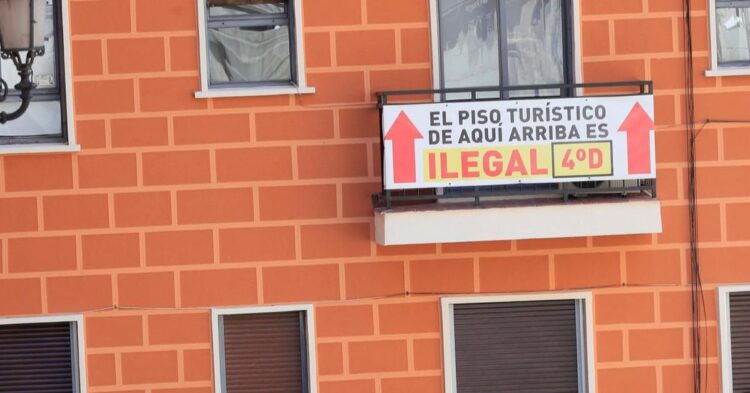 EL PISO TURÍSTICO
DE AQUÍ ARRIBA ES
ILEGAL 4ºD